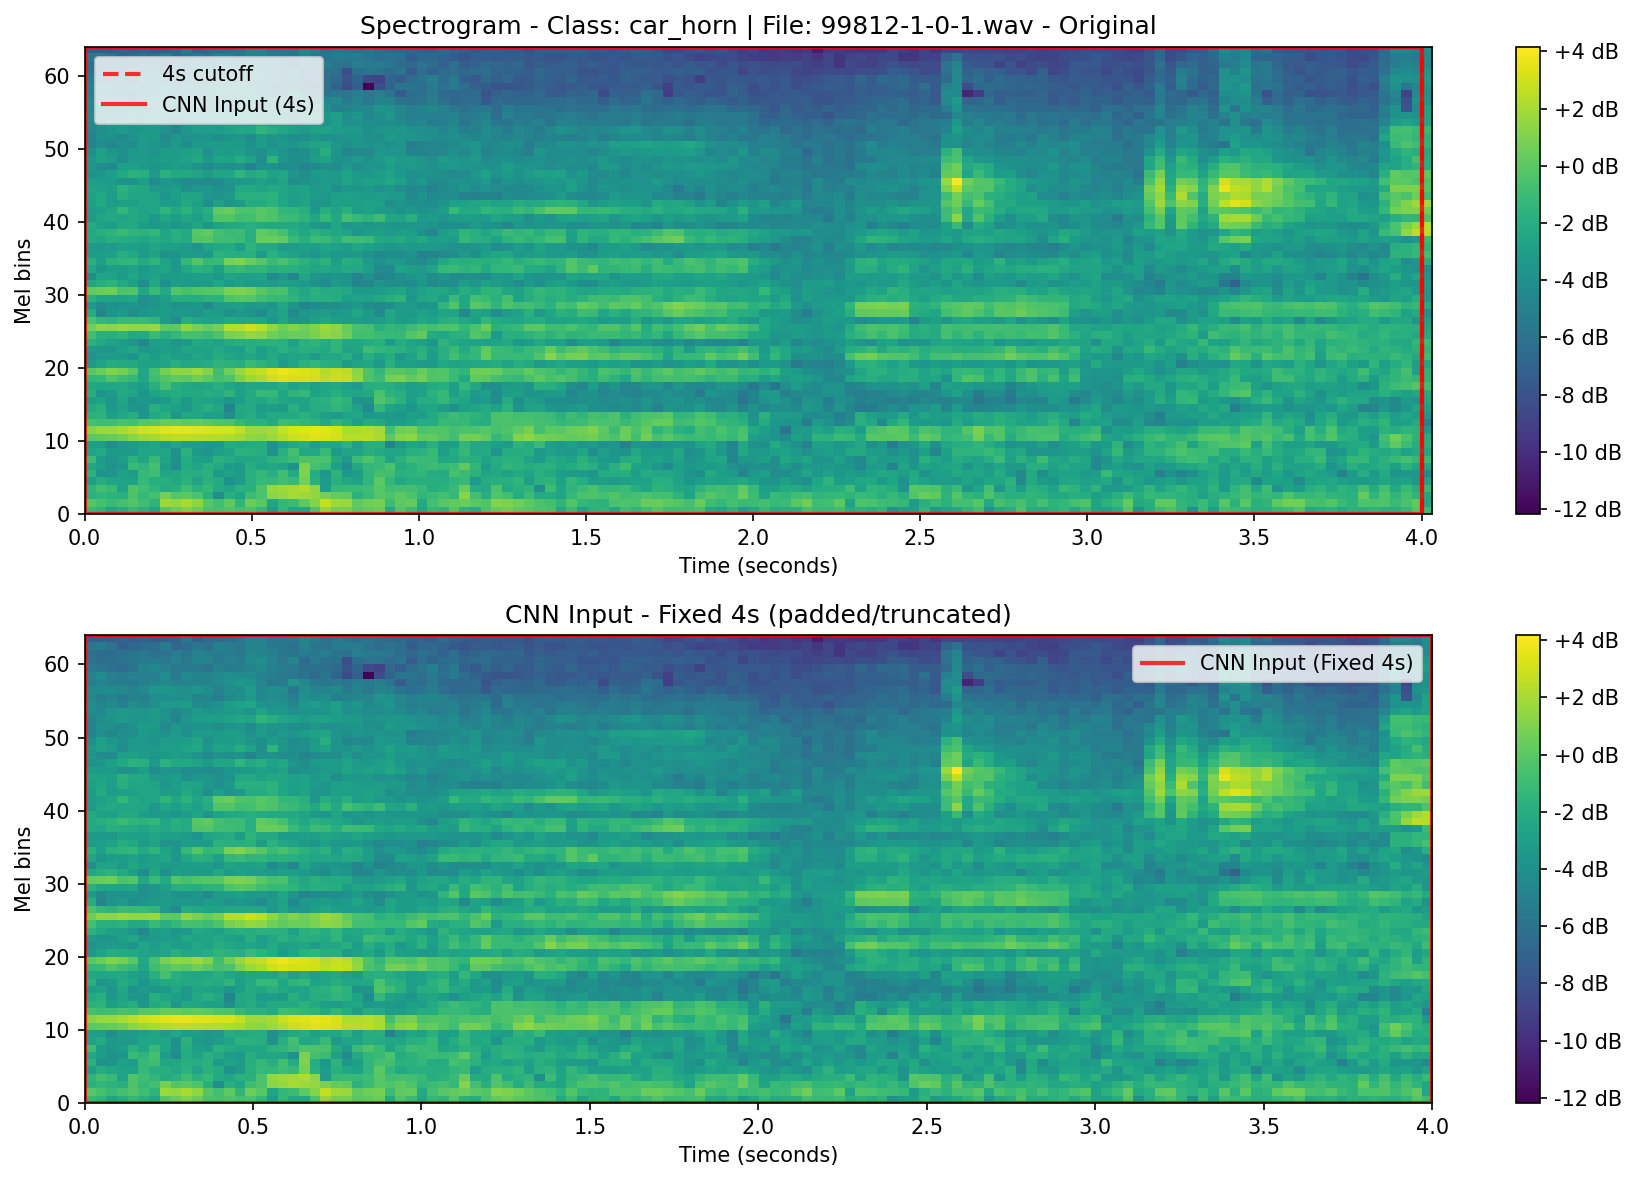 Spectrogram - Class: car_horn | File: 99812-1-0-1.wav - Original
4s cutoff
CNN Input (4s)
60
50
40
30
20
10
0
Mel bins
0.0 0.5 1.0 1.5 2.0 2.5 3.0 3.5 4.0
Time (seconds)
+4 dB
+2 dB
+0 dB
-2 dB
-4 dB
-6 dB
-8 dB
-10 dB
-12 dB
CNN Input - Fixed 4s (padded/truncated)
CNN Input (Fixed 4s)
60
50
40
30
20
10
0
Mel bins
0.0 0.5 1.0 1.5 2.0 2.5 3.0 3.5 4.0
Time (seconds)
+4 dB
+2 dB
+0 dB
-2 dB
-4 dB
-6 dB
-8 dB
-10 dB
-12 dB